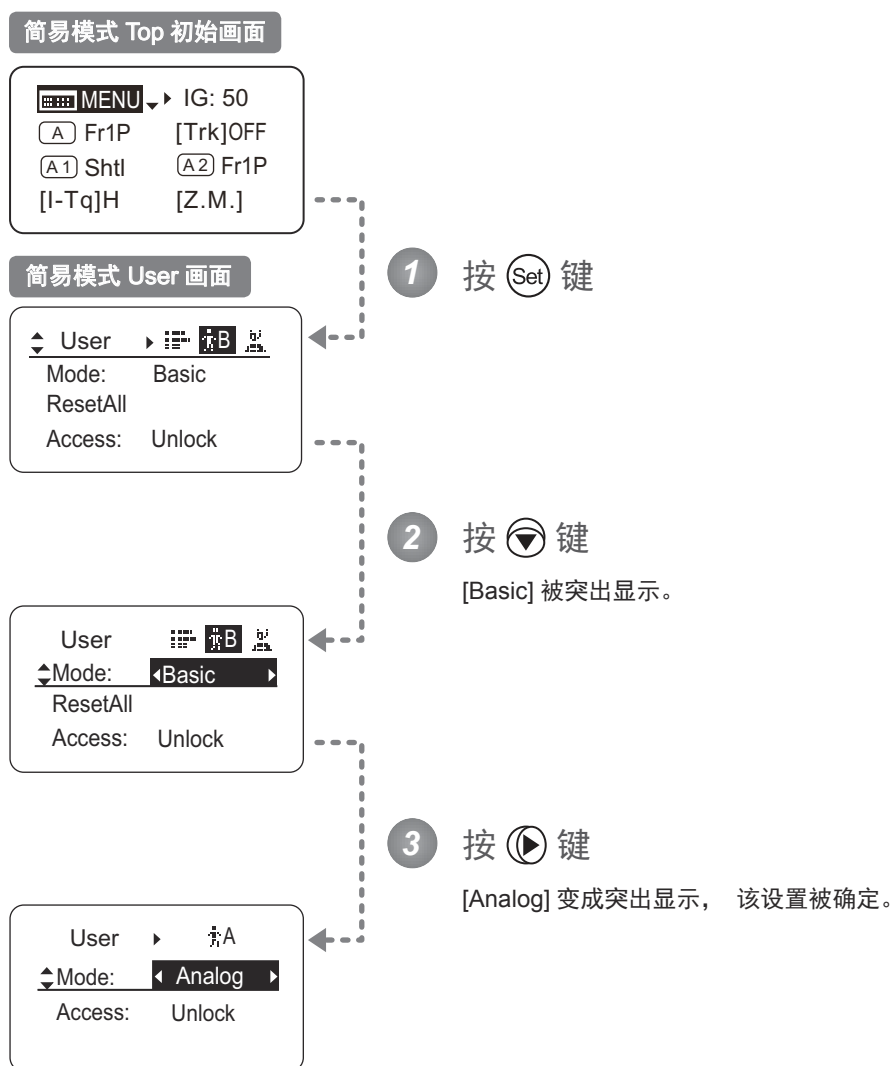 简易模式 Top 初始画面
MENU IG: 50
A Fr1P [Trk]OFF
A1 Shtl A2 Fr1P
[I-Tq]H [Z.M.]
1 按 Set 键
简易模式 User 画面
User B
Mode: Basic
ResetAll
Access: Unlock
2 按 键
[Basic] 被突出显示。
User B
Mode: Basic
ResetAll
Access: Unlock
3 按 键
[Analog] 变成突出显示， 该设置被确定。
User A
Mode: Analog
Access: Unlock